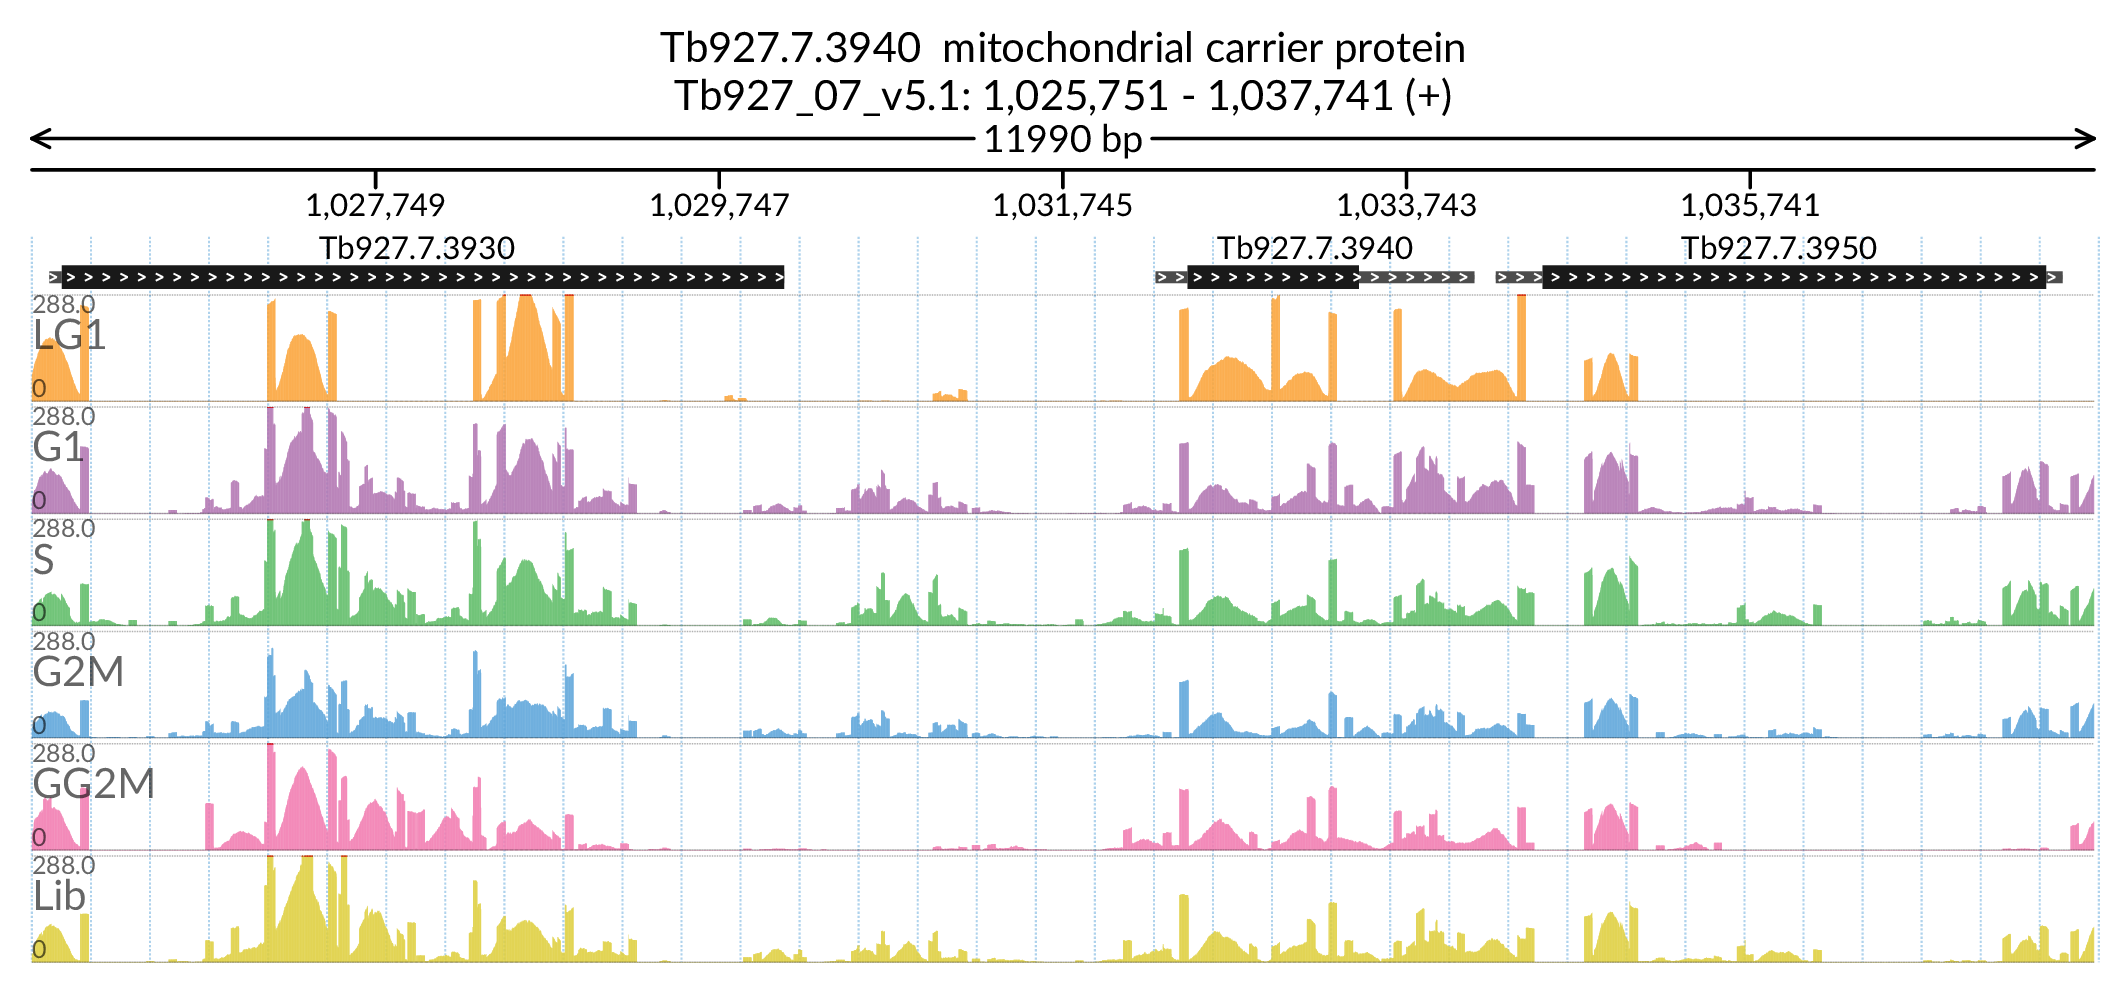 Tb927.7.3940 mitochondrial carrier protein
Tb927_07_v5.1: 1,025,751 - 1,037,741 (+)
11990 bp
1,027,749 1,029,747 1,031,745 1,033,743 1,035,741
Tb927.7.3930 Tb927.7.3940 Tb927.7.3950
288.0
LG1
0
288.0
G1
0
288.0
S
0
288.0
G2M
0
288.0
GG2M
0
288.0
Lib
0